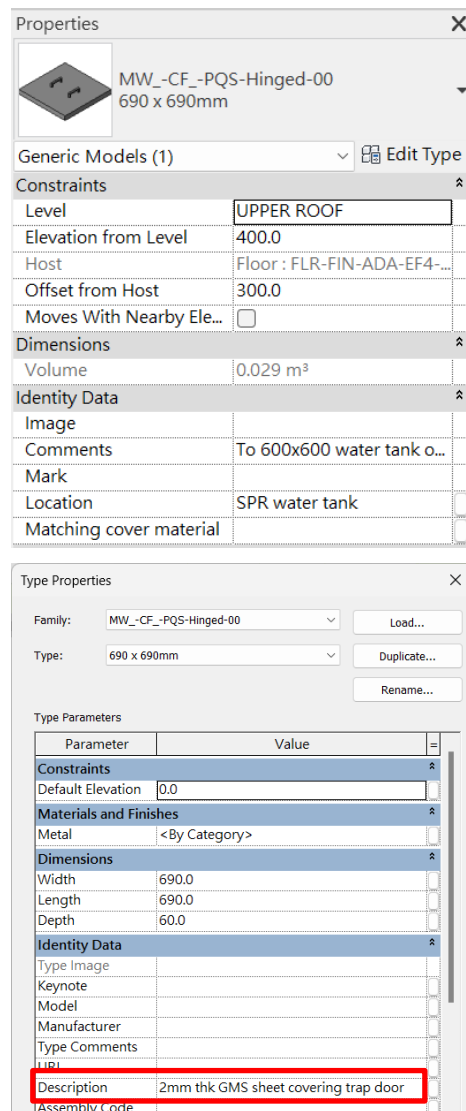 Properties
MW_-CF_-PQS-Hinged-00
690 x 690mm
Generic Models (1)
Edit Type
Constraints
Level UPPER ROOF
Elevation from Level 400.0
Host Floor : FLR-FIN-ADA-EF4-...
Offset from Host 300.0
Moves With Nearby Ele...
Dimensions
Volume 0.029 m³
Identity Data
Image
Comments To 600x600 water tank o...
Mark
Location SPR water tank
Matching cover material
Type Properties
Family: MW_-CF_-PQS-Hinged-00 Load...
Type: 690 x 690mm Duplicate...
Rename...
Type Parameters
Parameter Value =
Constraints
Default Elevation 0.0
Materials and Finishes
Metal <By Category>
Dimensions
Width 690.0
Length 690.0
Depth 60.0
Identity Data
Type Image
Keynote
Model
Manufacturer
Type Comments
URL
Description 2mm thk GMS sheet covering trap door
Assembly Code